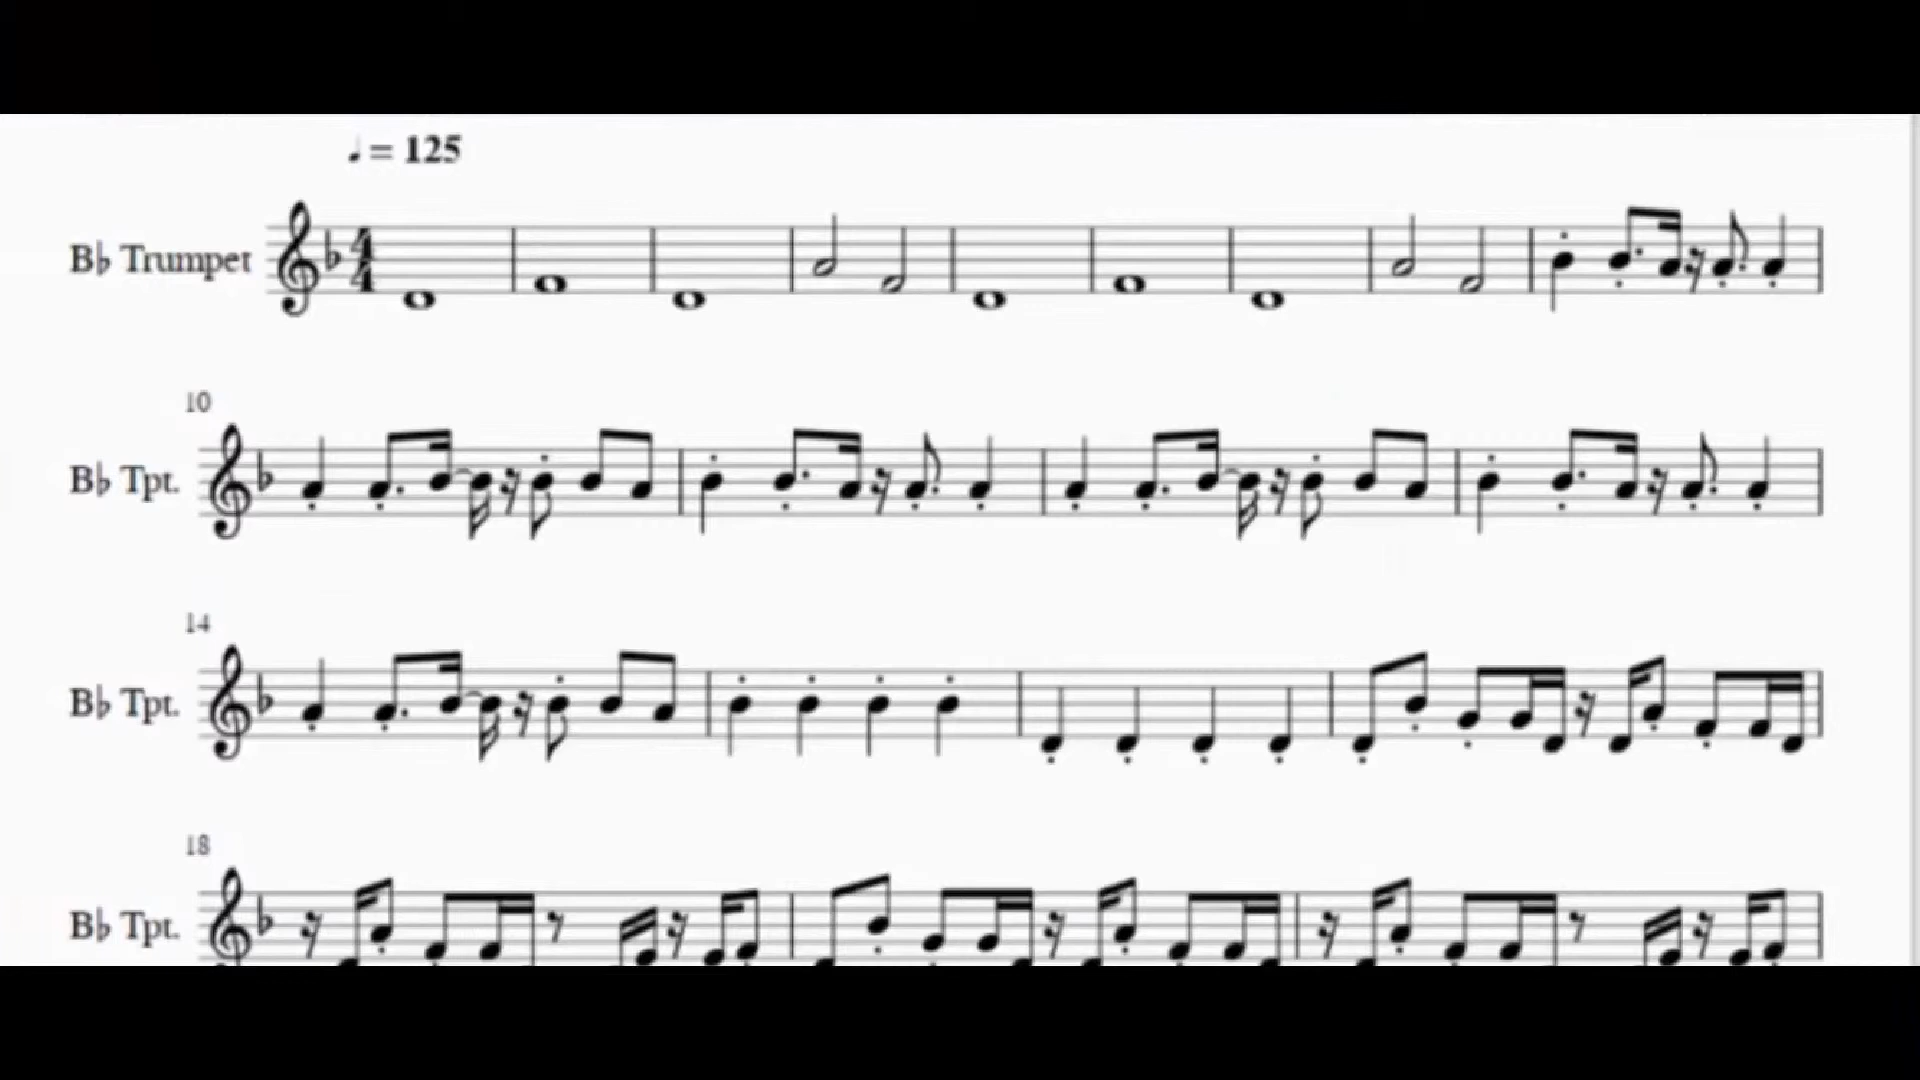 ♩ = 125
B♭ Trumpet
10
B♭ Tpt.
14
B♭ Tpt.
18
B♭ Tpt.